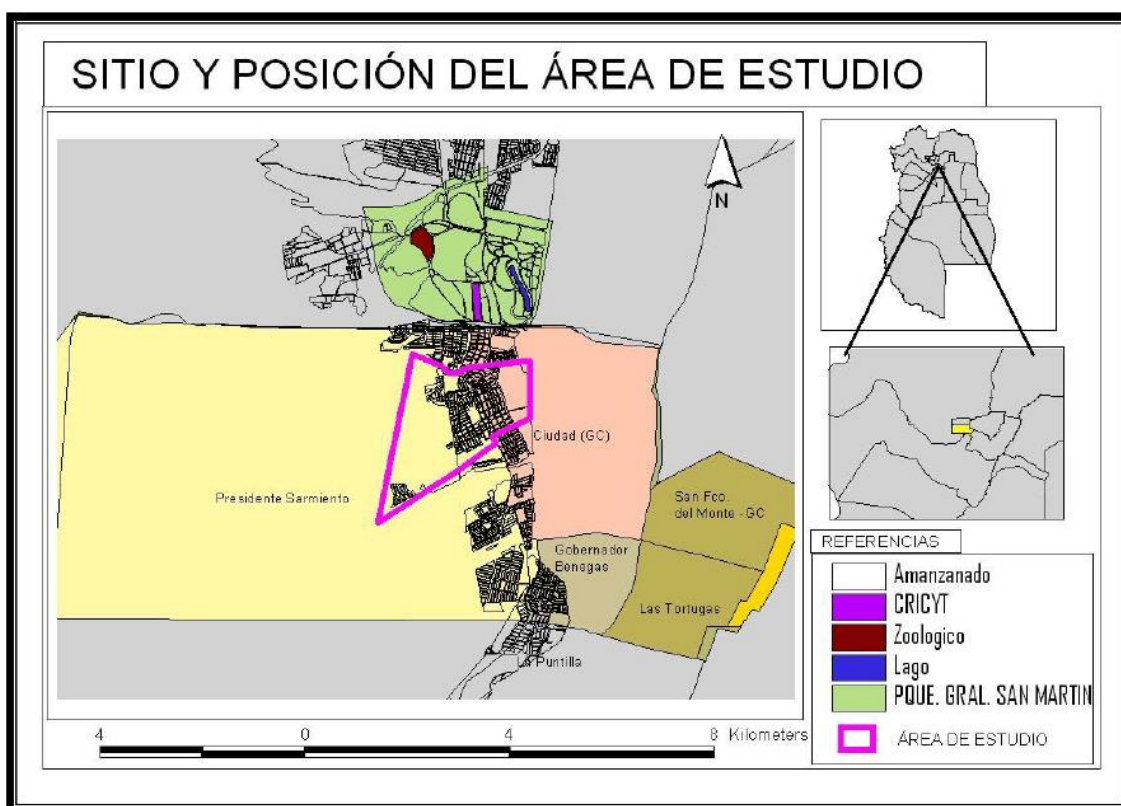 SITIO Y POSICIÓN DEL ÁREA DE ESTUDIO
N
Ciudad (GC)
Presidente Sarmiento
San Fco.
del Monte -GC
Gobernador
Benegas
Las Tortugas
La Puntilla
4 0 4 8 Kilometers
REFERENCIAS
Amanzanado
CRICYT
Zoologico
Lago
PQUE. GRAL. SAN MARTIN
ÁREA DE ESTUDIO